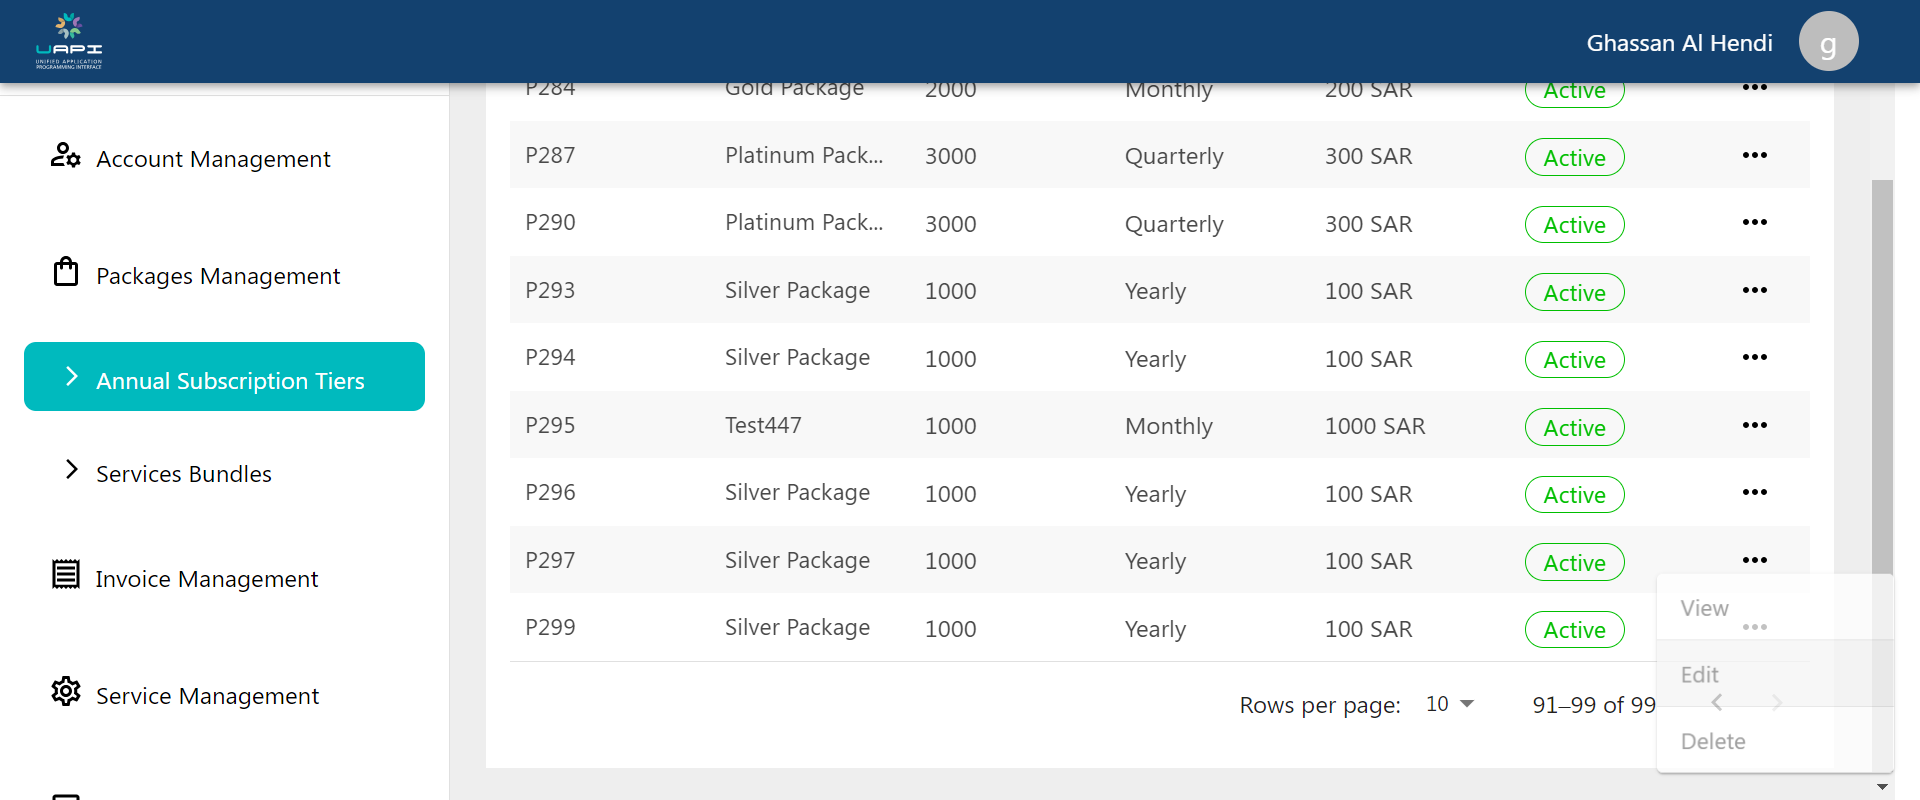 UAPI
UNIFIED APPLICATION
PROGRAMMING INTERFACE
Ghassan Al Hendi
g
Account Management
Packages Management
Annual Subscription Tiers
Services Bundles
Invoice Management
Service Management
P284 Gold Package 2000 Monthly 200 SAR Active
P287 Platinum Pack... 3000 Quarterly 300 SAR Active
P290 Platinum Pack... 3000 Quarterly 300 SAR Active
P293 Silver Package 1000 Yearly 100 SAR Active
P294 Silver Package 1000 Yearly 100 SAR Active
P295 Test447 1000 Monthly 1000 SAR Active
P296 Silver Package 1000 Yearly 100 SAR Active
P297 Silver Package 1000 Yearly 100 SAR Active
P299 Silver Package 1000 Yearly 100 SAR Active
View
Edit
Delete
Rows per page: 10 91–99 of 99